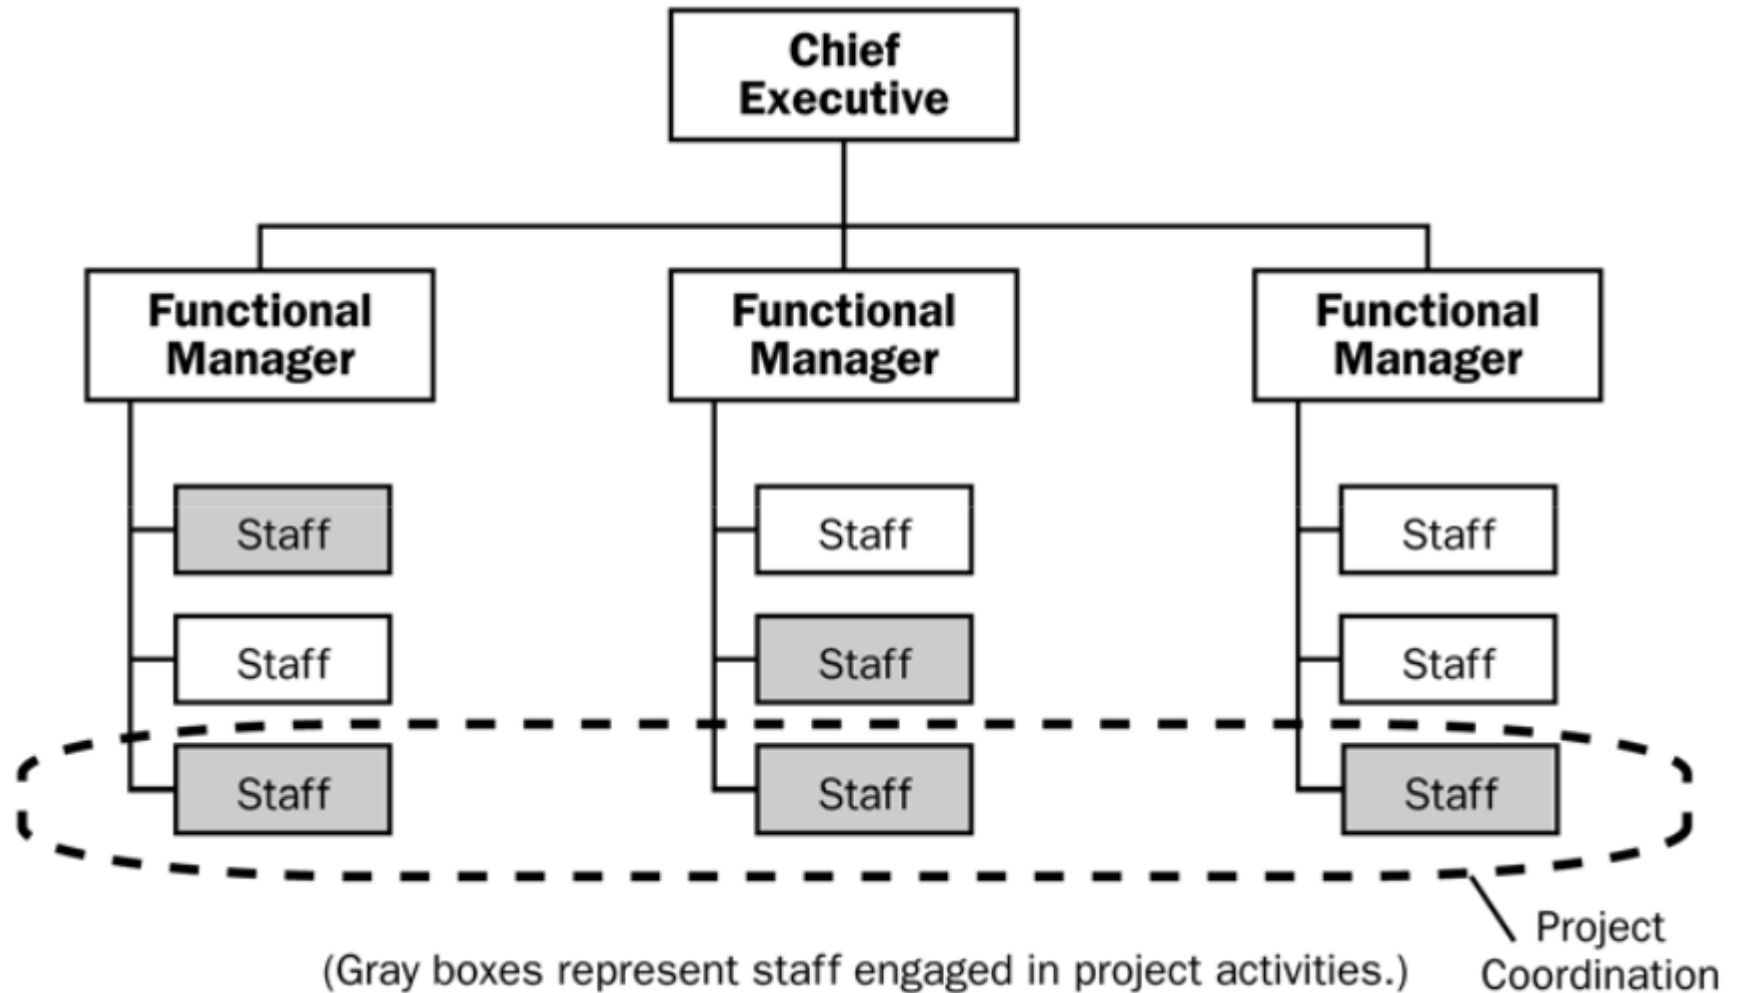 Chief
Executive
Functional
Manager
Functional
Manager
Functional
Manager
Staff
Staff
Staff
Staff
Staff
Staff
Staff
Staff
Staff
Project
Coordination
(Gray boxes represent staff engaged in project activities.)